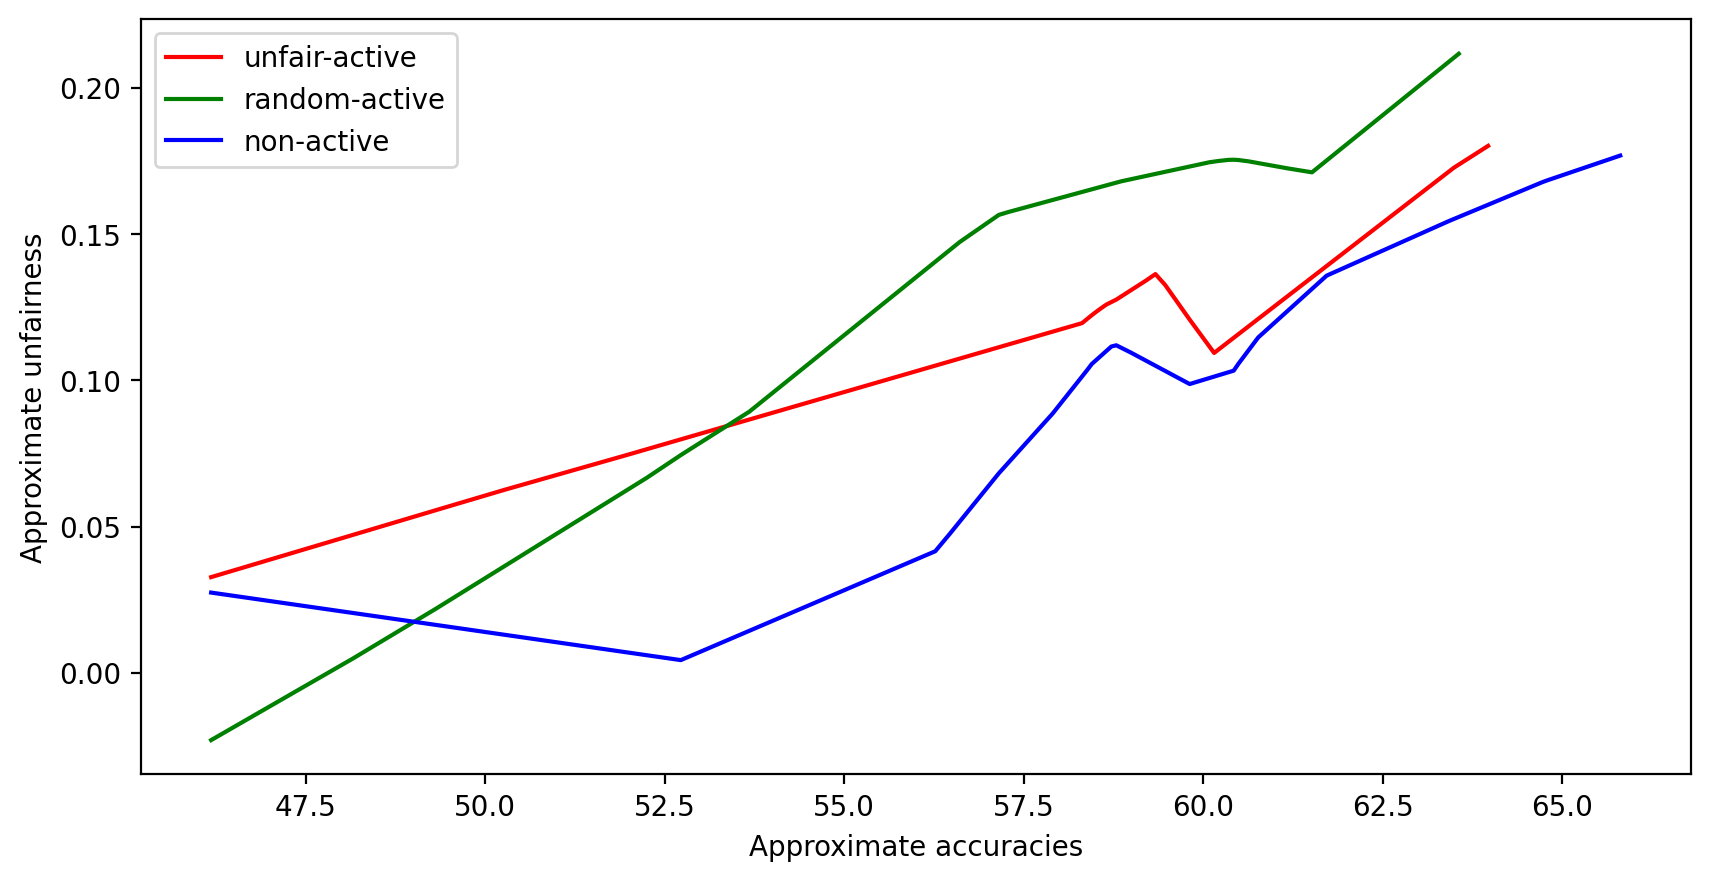 unfair-active
random-active
non-active
Approximate unfairness
0.20
0.15
0.10
0.05
0.00
47.5 50.0 52.5 55.0 57.5 60.0 62.5 65.0
Approximate accuracies